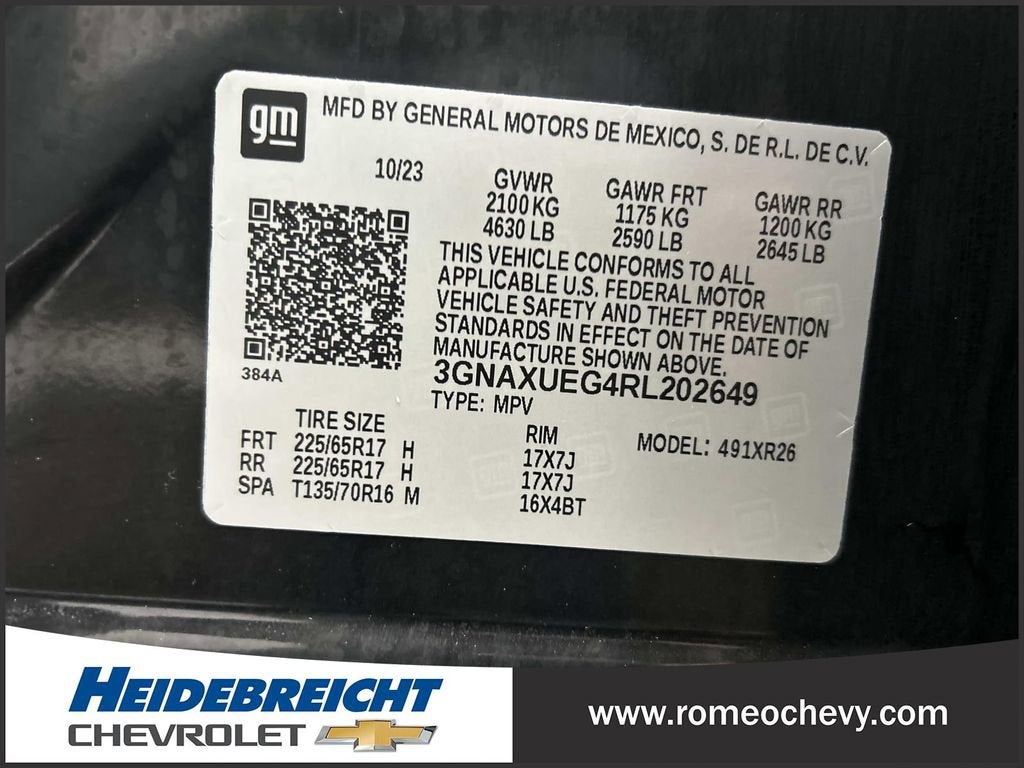 gm
MFD BY GENERAL MOTORS DE MEXICO, S. DE R.L. DE C.V.
10/23
GVWR GAWR FRT GAWR RR
2100 KG 1175 KG 1200 KG
4630 LB 2590 LB 2645 LB
THIS VEHICLE CONFORMS TO ALL
APPLICABLE U.S. FEDERAL MOTOR
VEHICLE SAFETY AND THEFT PREVENTION
STANDARDS IN EFFECT ON THE DATE OF
MANUFACTURE SHOWN ABOVE.
384A
3GNAXUEG4RL202649
TYPE: MPV
TIRE SIZE RIM MODEL: 491XR26
FRT 225/65R17 H 17X7J
RR 225/65R17 H 17X7J
SPA T135/70R16 M 16X4BT
HEIDEBREICHT
CHEVROLET
www.romeochevy.com